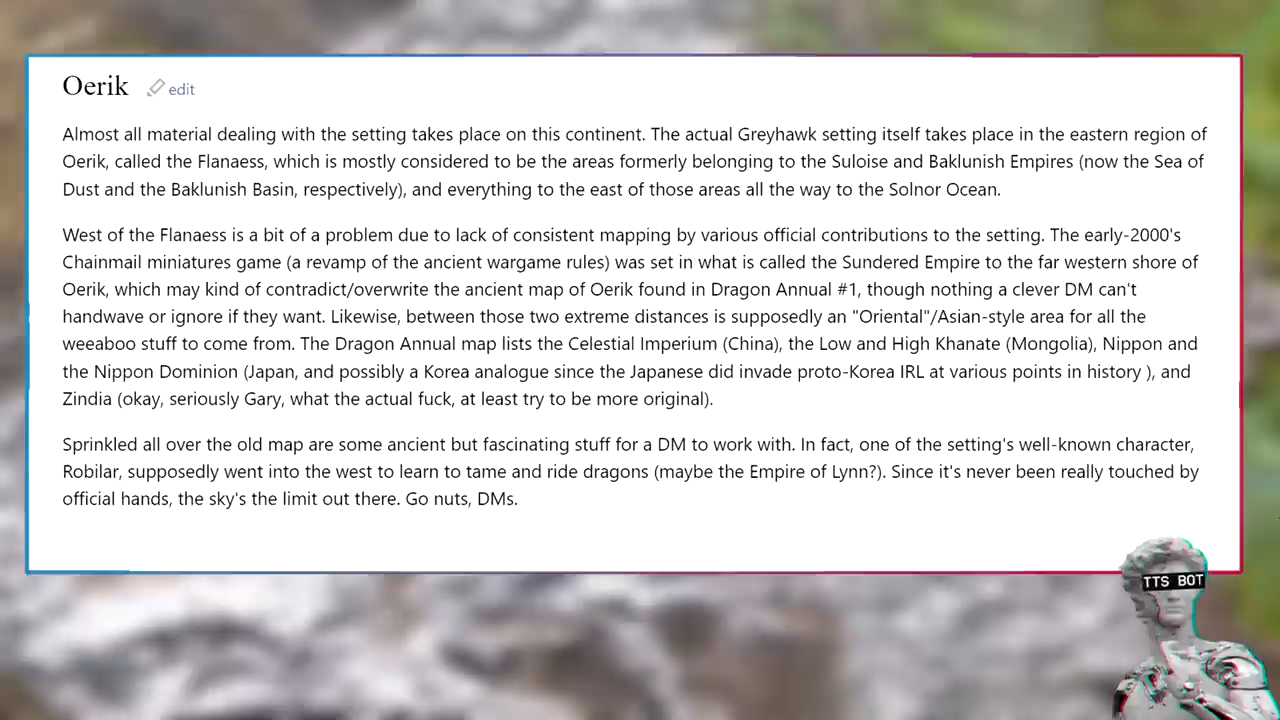 Oerik edit
Almost all material dealing with the setting takes place on this continent. The actual Greyhawk setting itself takes place in the eastern region of
Oerik, called the Flanaess, which is mostly considered to be the areas formerly belonging to the Suloise and Baklunish Empires (now the Sea of
Dust and the Baklunish Basin, respectively), and everything to the east of those areas all the way to the Solnor Ocean.
West of the Flanaess is a bit of a problem due to lack of consistent mapping by various official contributions to the setting. The early-2000's
Chainmail miniatures game (a revamp of the ancient wargame rules) was set in what is called the Sundered Empire to the far western shore of
Oerik, which may kind of contradict/overwrite the ancient map of Oerik found in Dragon Annual #1, though nothing a clever DM can't
handwave or ignore if they want. Likewise, between those two extreme distances is supposedly an "Oriental"/Asian-style area for all the
weeaboo stuff to come from. The Dragon Annual map lists the Celestial Imperium (China), the Low and High Khanate (Mongolia), Nippon and
the Nippon Dominion (Japan, and possibly a Korea analogue since the Japanese did invade proto-Korea IRL at various points in history ), and
Zindia (okay, seriously Gary, what the actual fuck, at least try to be more original).
Sprinkled all over the old map are some ancient but fascinating stuff for a DM to work with. In fact, one of the setting's well-known character,
Robilar, supposedly went into the west to learn to tame and ride dragons (maybe the Empire of Lynn?). Since it's never been really touched by
official hands, the sky's the limit out there. Go nuts, DMs.
TTS BOT